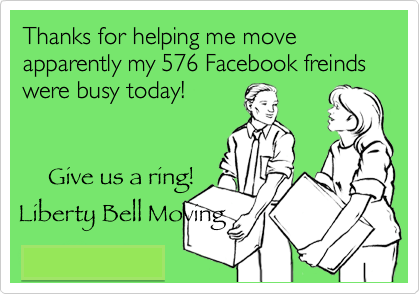 Thanks for helping me move
apparently my 576 Facebook freinds
were busy today!
Give us a ring!
Liberty Bell Moving